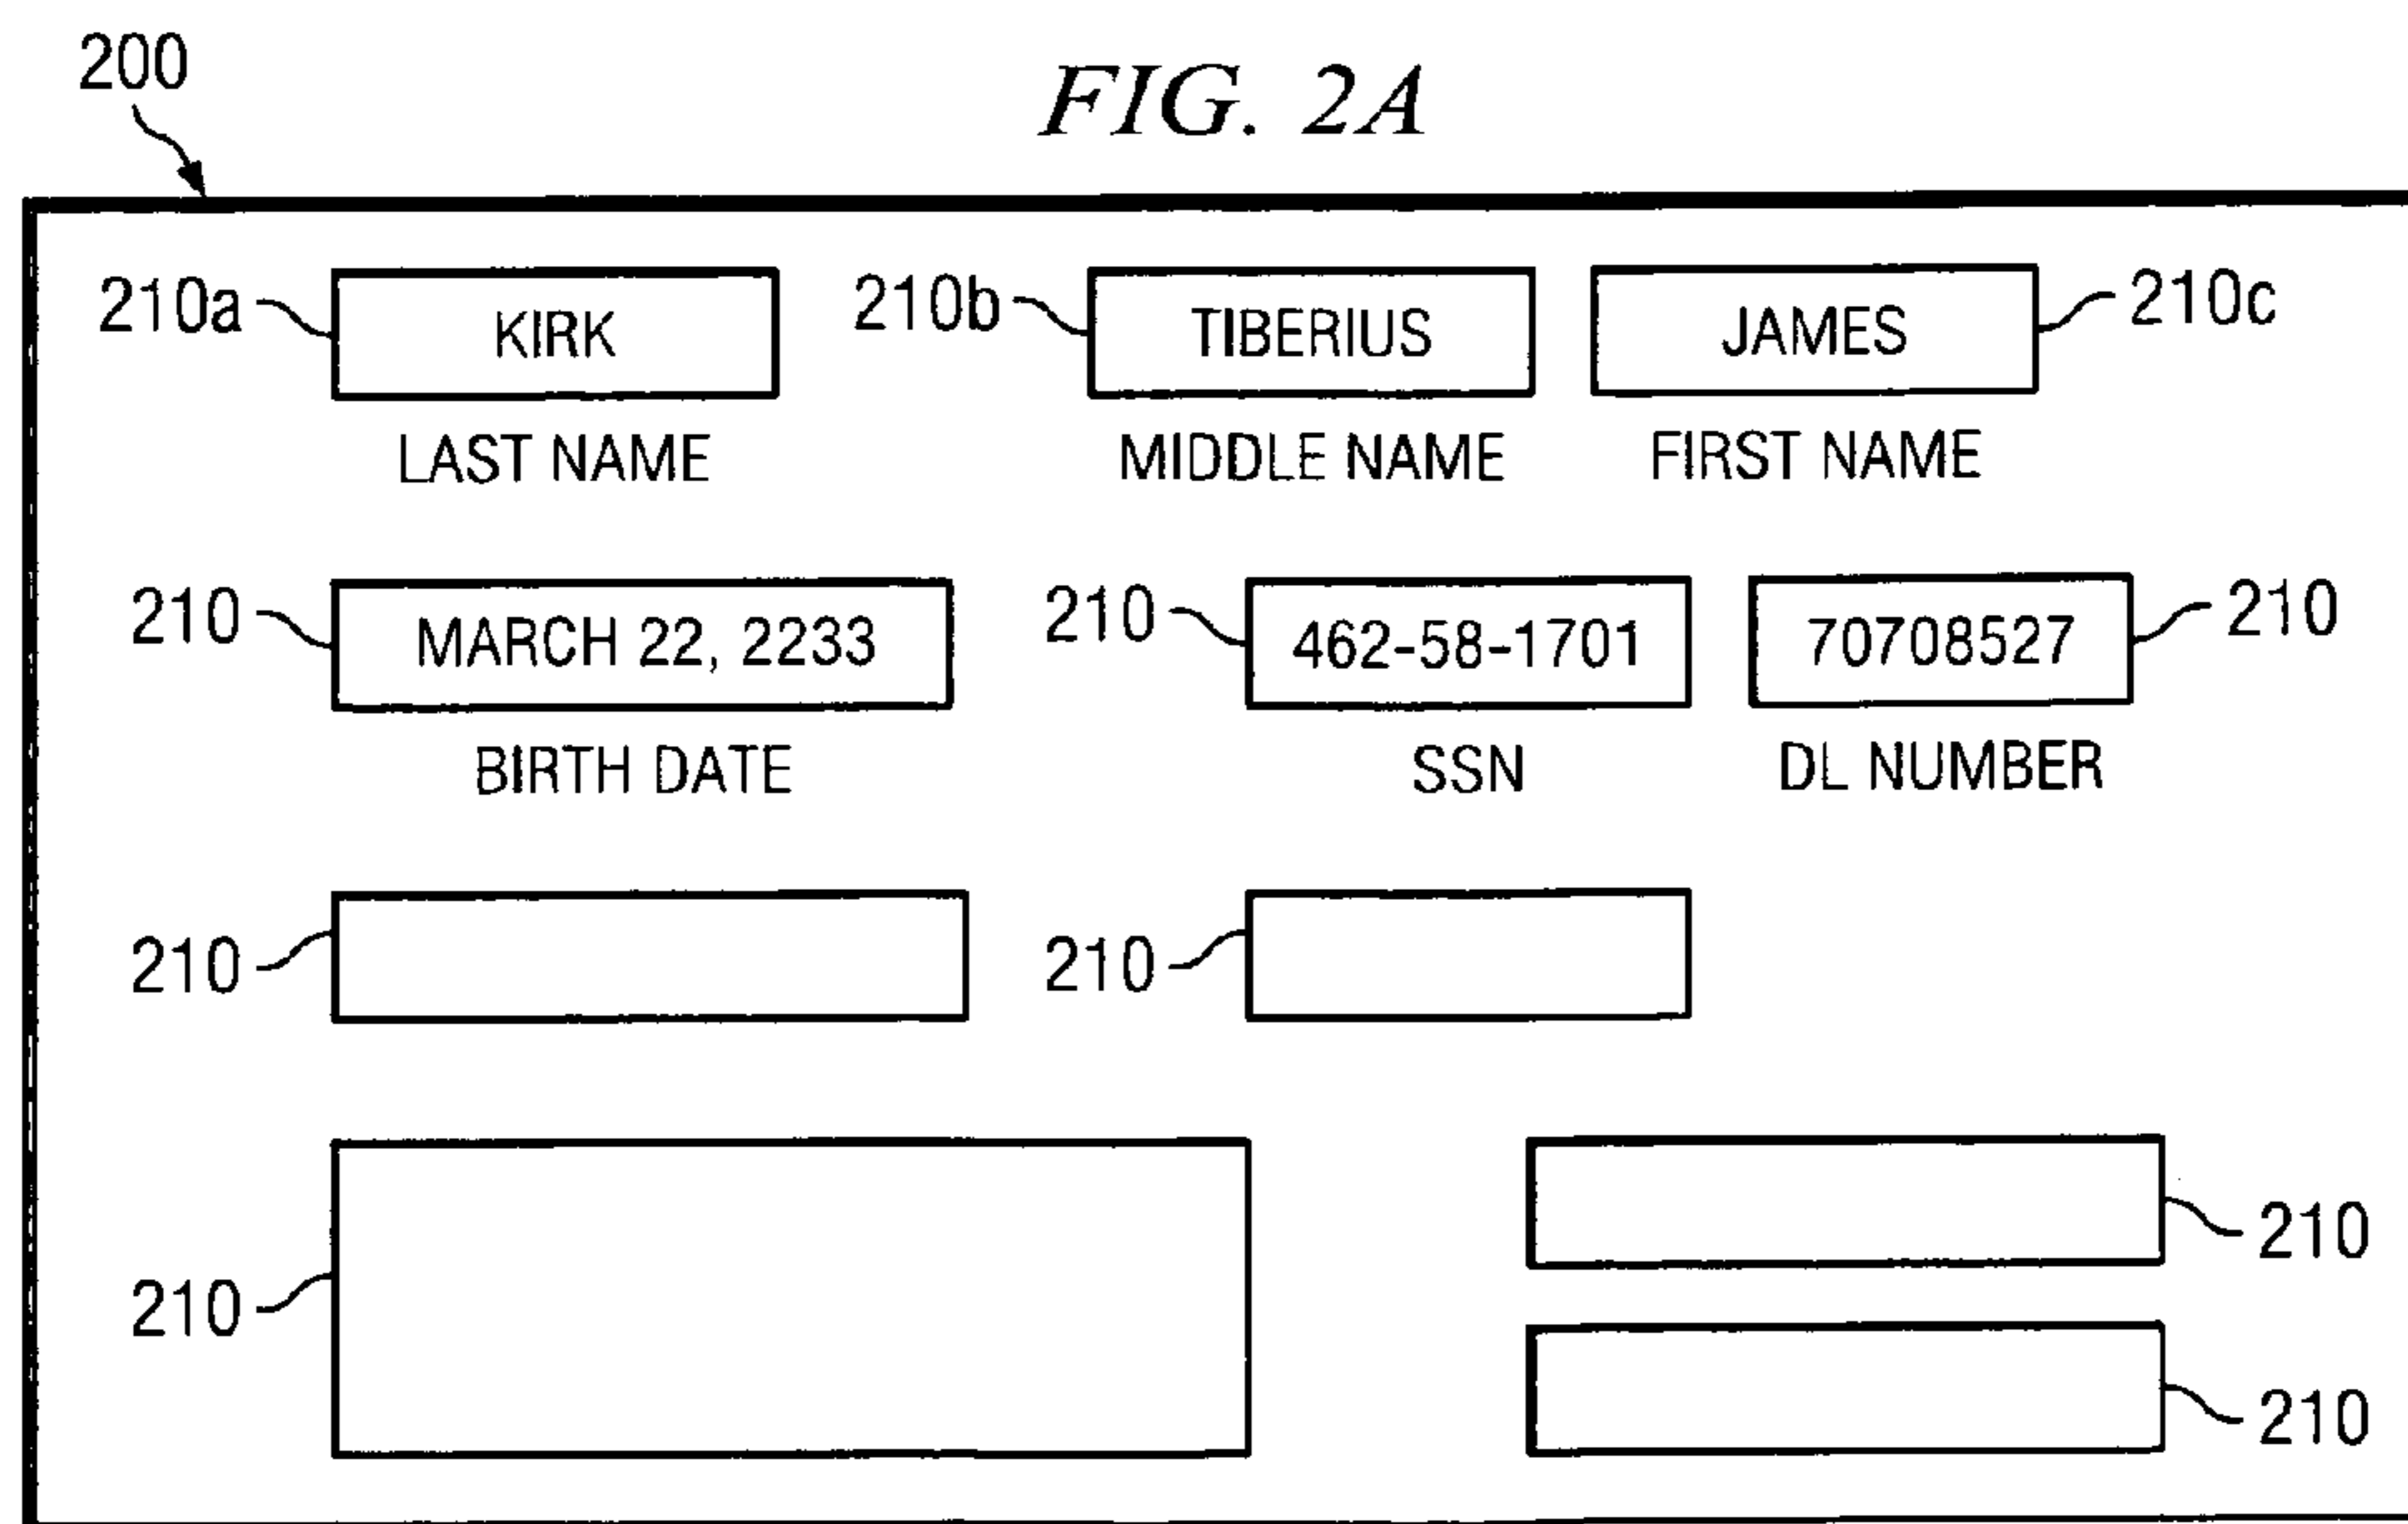 200
FIG. 2A
210a KIRK 210b TIBERIUS JAMES 210c
LAST NAME MIDDLE NAME FIRST NAME
210 MARCH 22, 2233 210 462-58-1701 70708527 210
BIRTH DATE SSN DL NUMBER
210 210
210 210
210